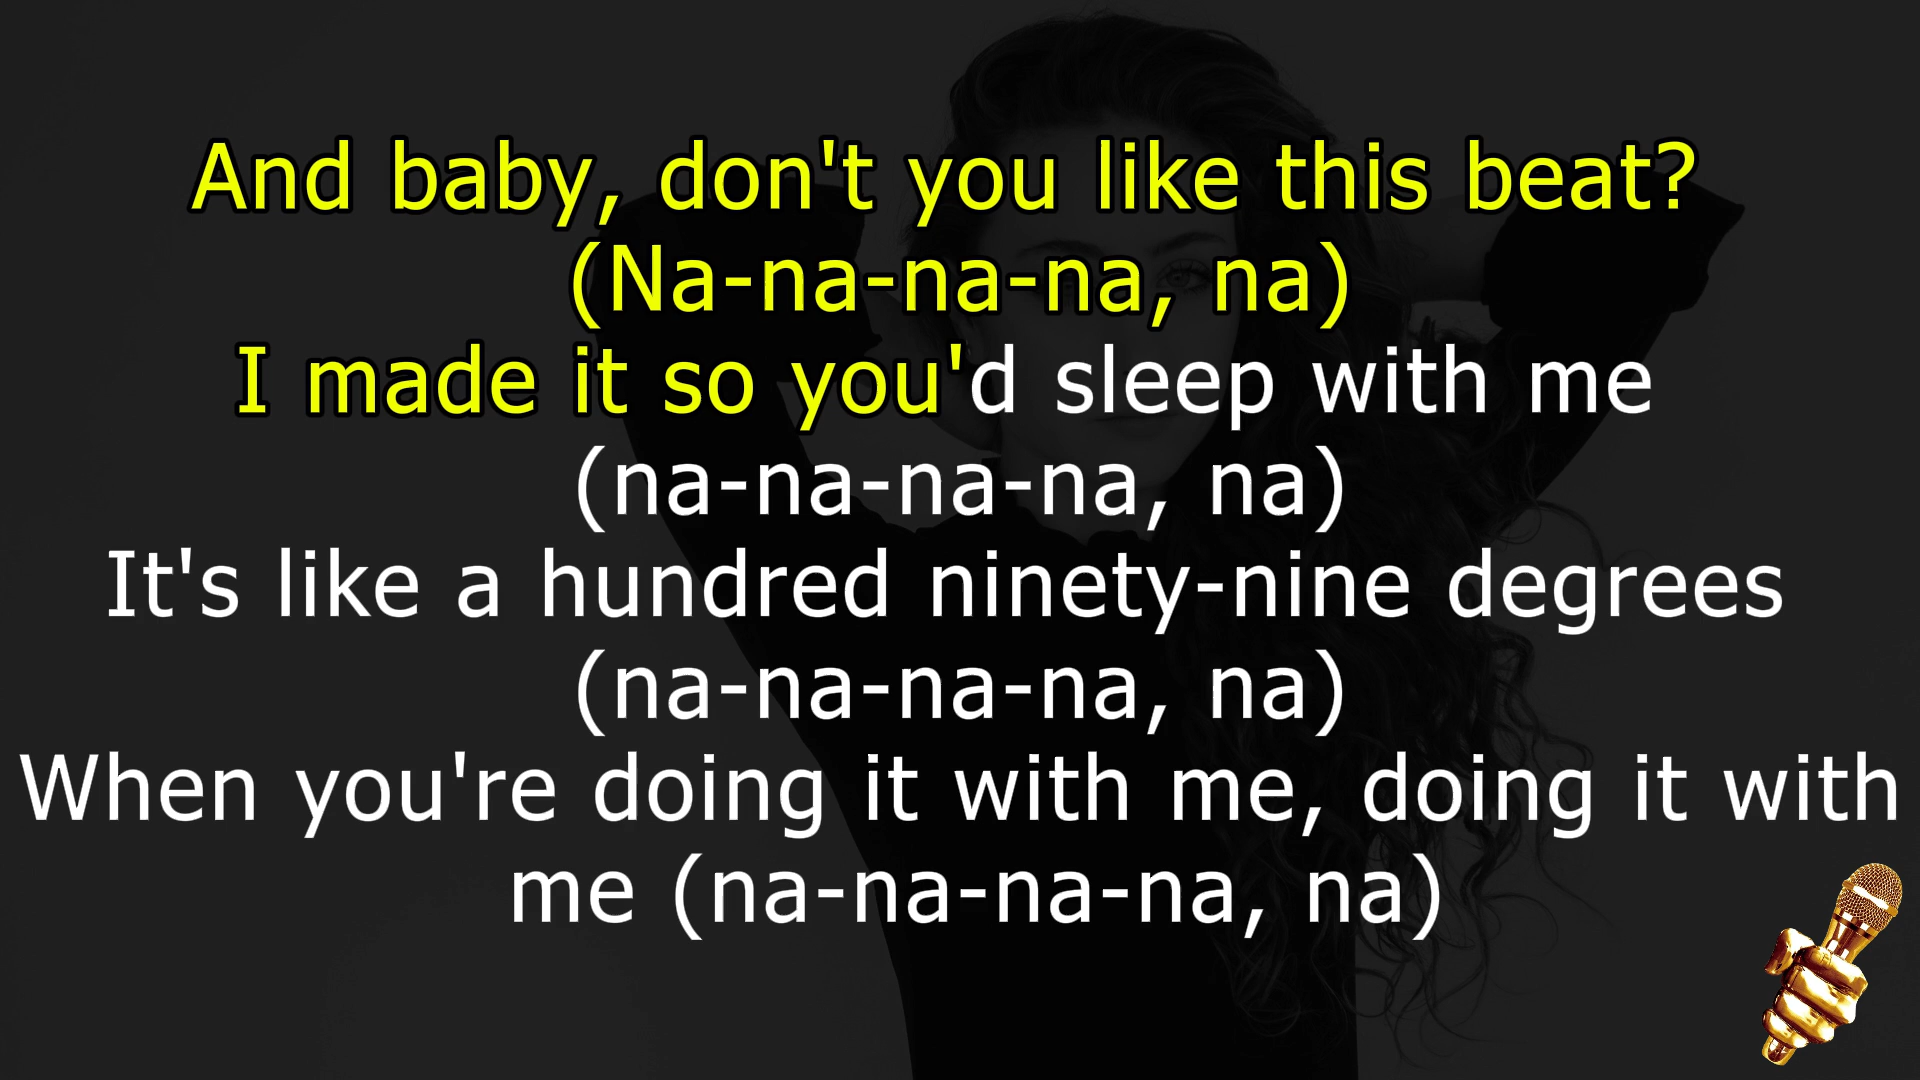 And baby, don't you like this beat?
(Na-na-na-na, na)
I made it so you'd sleep with me
(na-na-na-na, na)
It's like a hundred ninety-nine degrees
(na-na-na-na, na)
When you're doing it with me, doing it with
me (na-na-na-na, na)